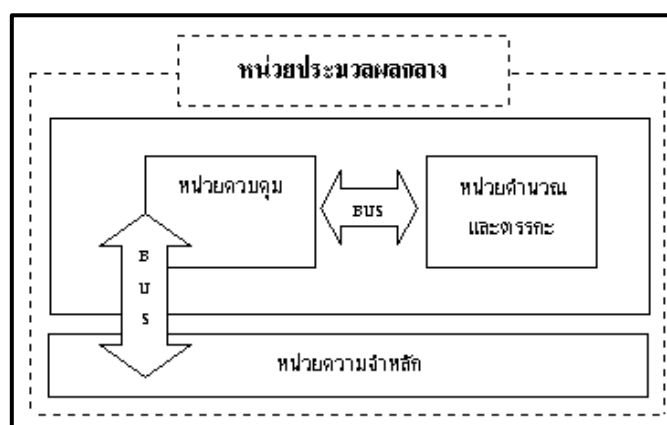 หน่วยประมวลผลกลาง
หน่วยควบคุม
BUS
หน่วยคำนวณ
และตรรกะ
B
U
S
หน่วยความจำหลัก